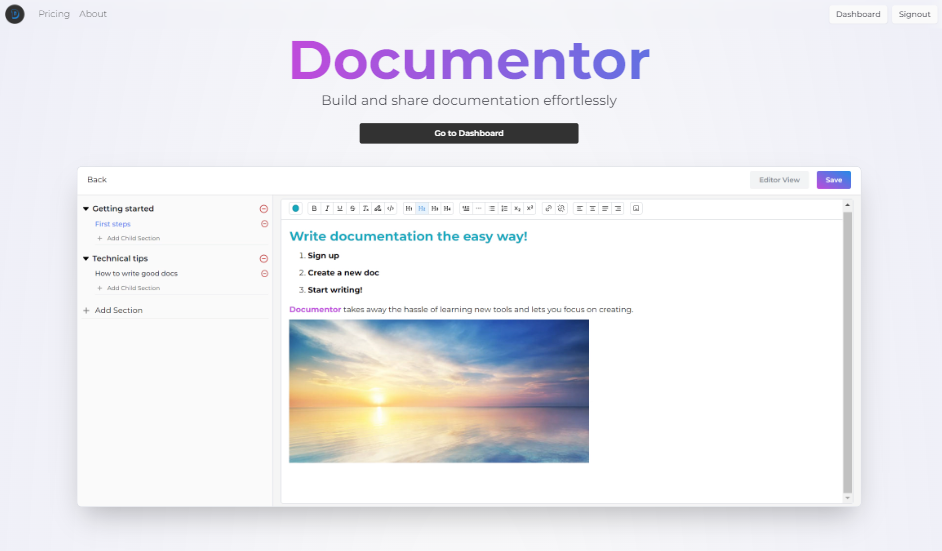 Pricing About Dashboard Signout
Documentor
Build and share documentation effortlessly
Go to Dashboard
Back Editor View Save
Getting started
First steps
+ Add Child Section
Technical tips
How to write good docs
+ Add Child Section
+ Add Section
B I U S </> H1 H2 H3 H4 x₂ x²
Write documentation the easy way!
1. Sign up
2. Create a new doc
3. Start writing!
Documentor takes away the hassle of learning new tools and lets you focus on creating.